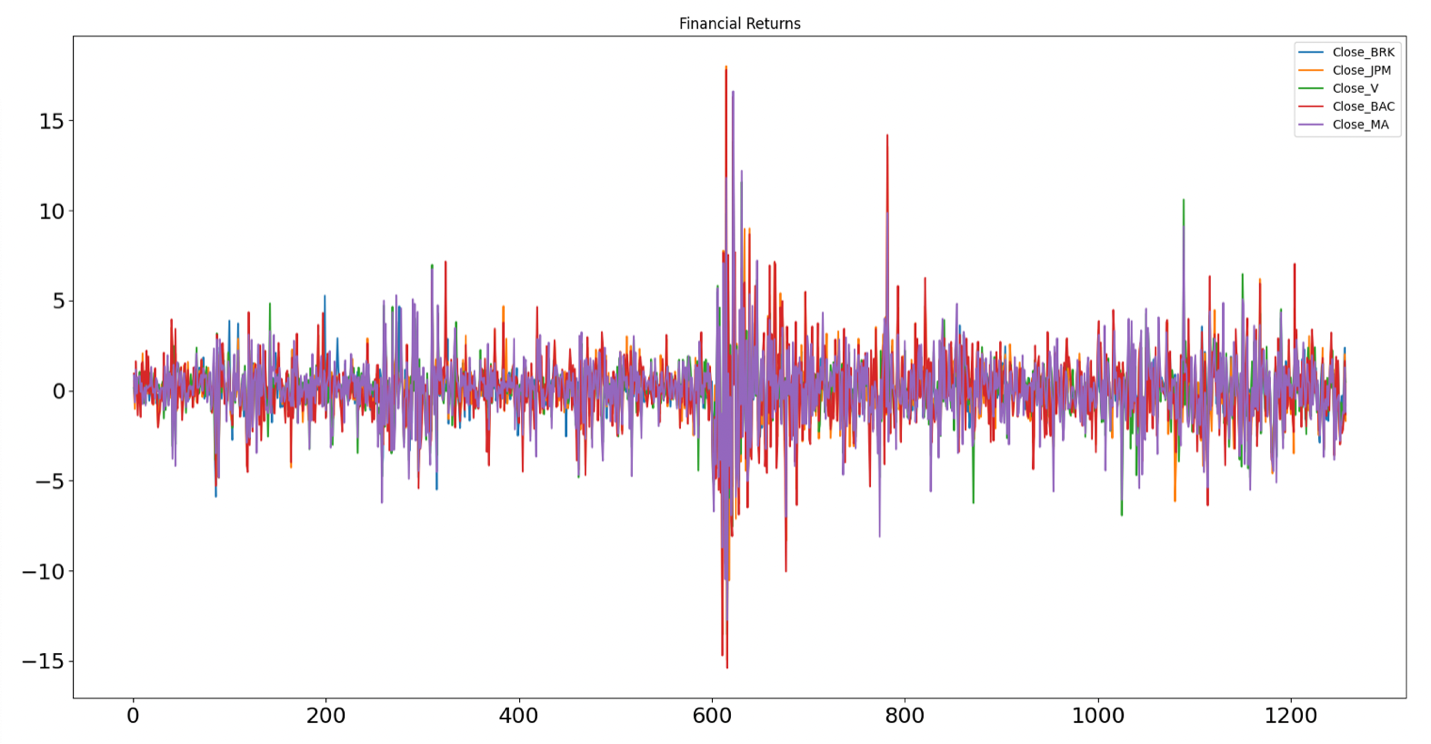 Financial Returns
Close_BRK
Close_JPM
Close_V
Close_BAC
Close_MA
15
10
5
0
−5
−10
−15
0 200 400 600 800 1000 1200